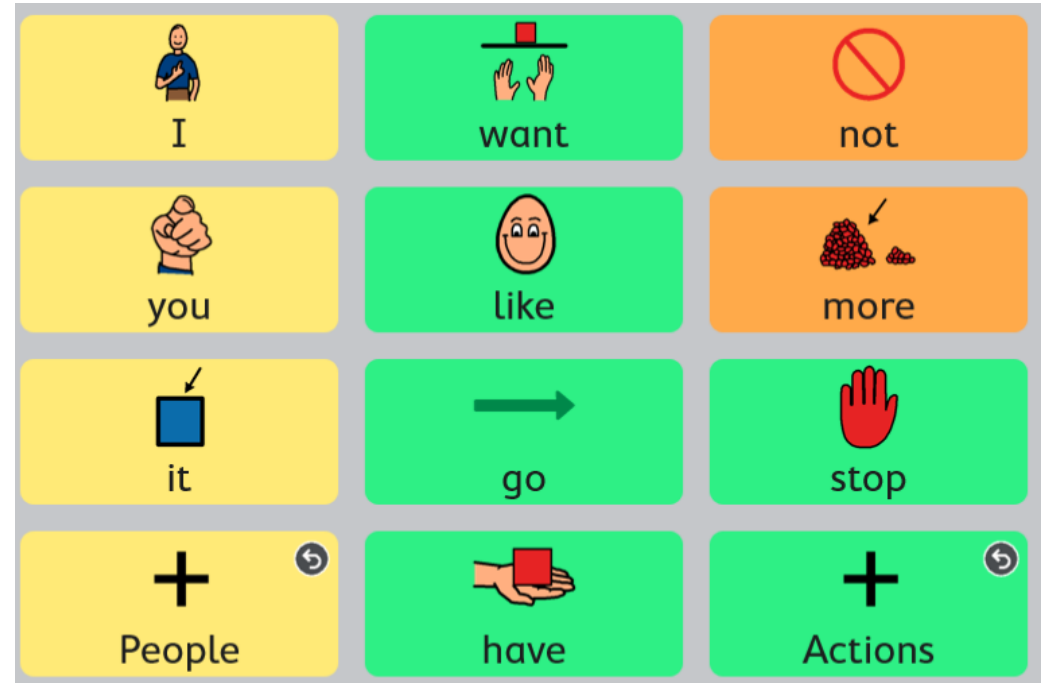 I
want
not
you
like
more
it
go
stop
People
have
Actions